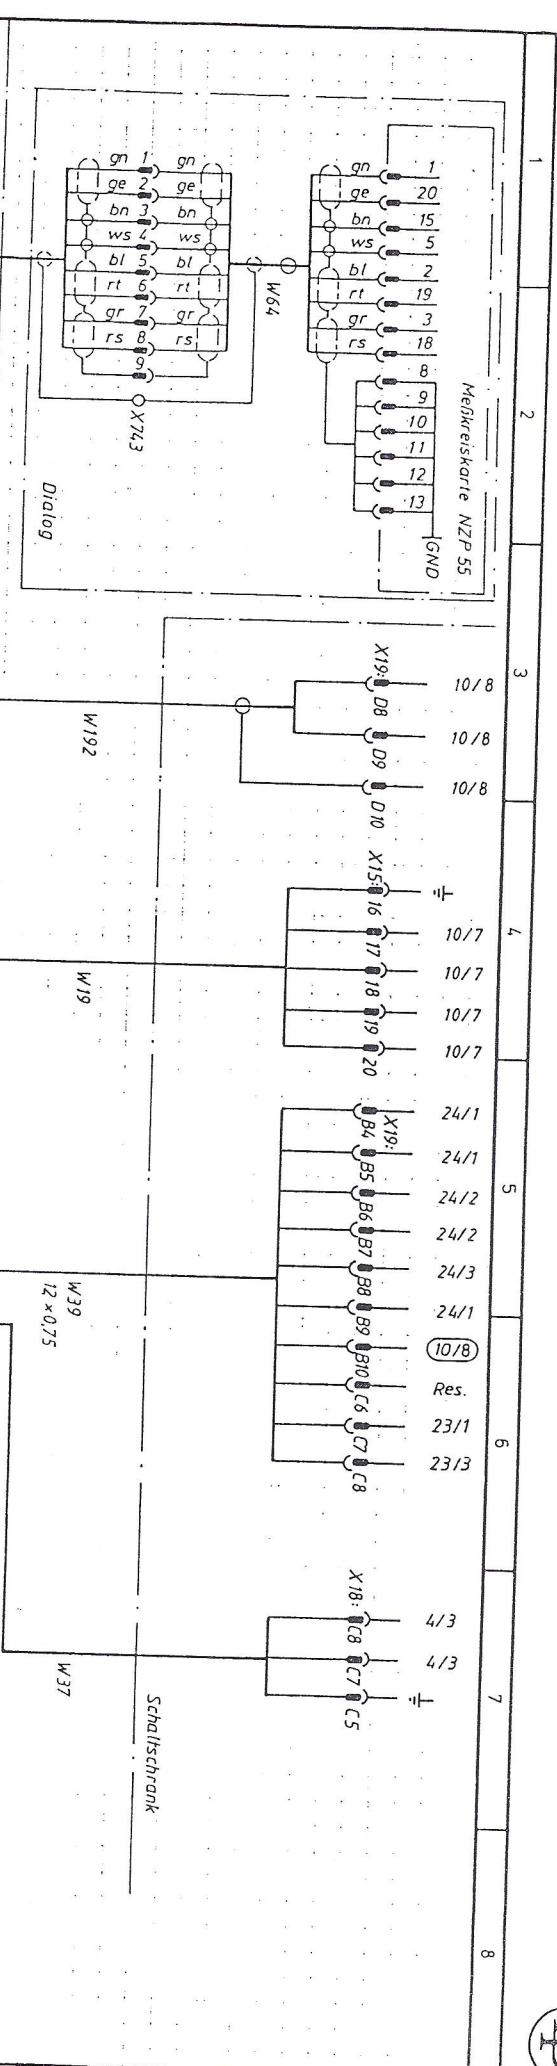 1
2
3
4
5
6
7
8
gn 1 gn
ge 2 ge
bn 3 bn
ws 4 ws
bl 5 bl
rt 6 rt
gr 7 gr
rs 8 rs
9
X743
Dialog
W64
gn 1
ge 20
bn 15
ws 5
bl 2
rt 19
gr 3
rs 18
8
9
10
11
12
13
GND
Meßkreiskarte NZP 55
X19:
D8 10/8
D9 10/8
D10 10/8
W192
X15:
16
17 10/7
18 10/7
19 10/7
20 10/7
W19
X19:
B4 24/1
B5 24/1
B6 24/2
B7 24/2
B8 24/3
B9 24/1
B10 10/8
C6 Res.
C7 23/1
C8 23/3
W39
12 x 0,75
X18:
C8 4/3
C7 4/3
C5
W37
Schaltschrank